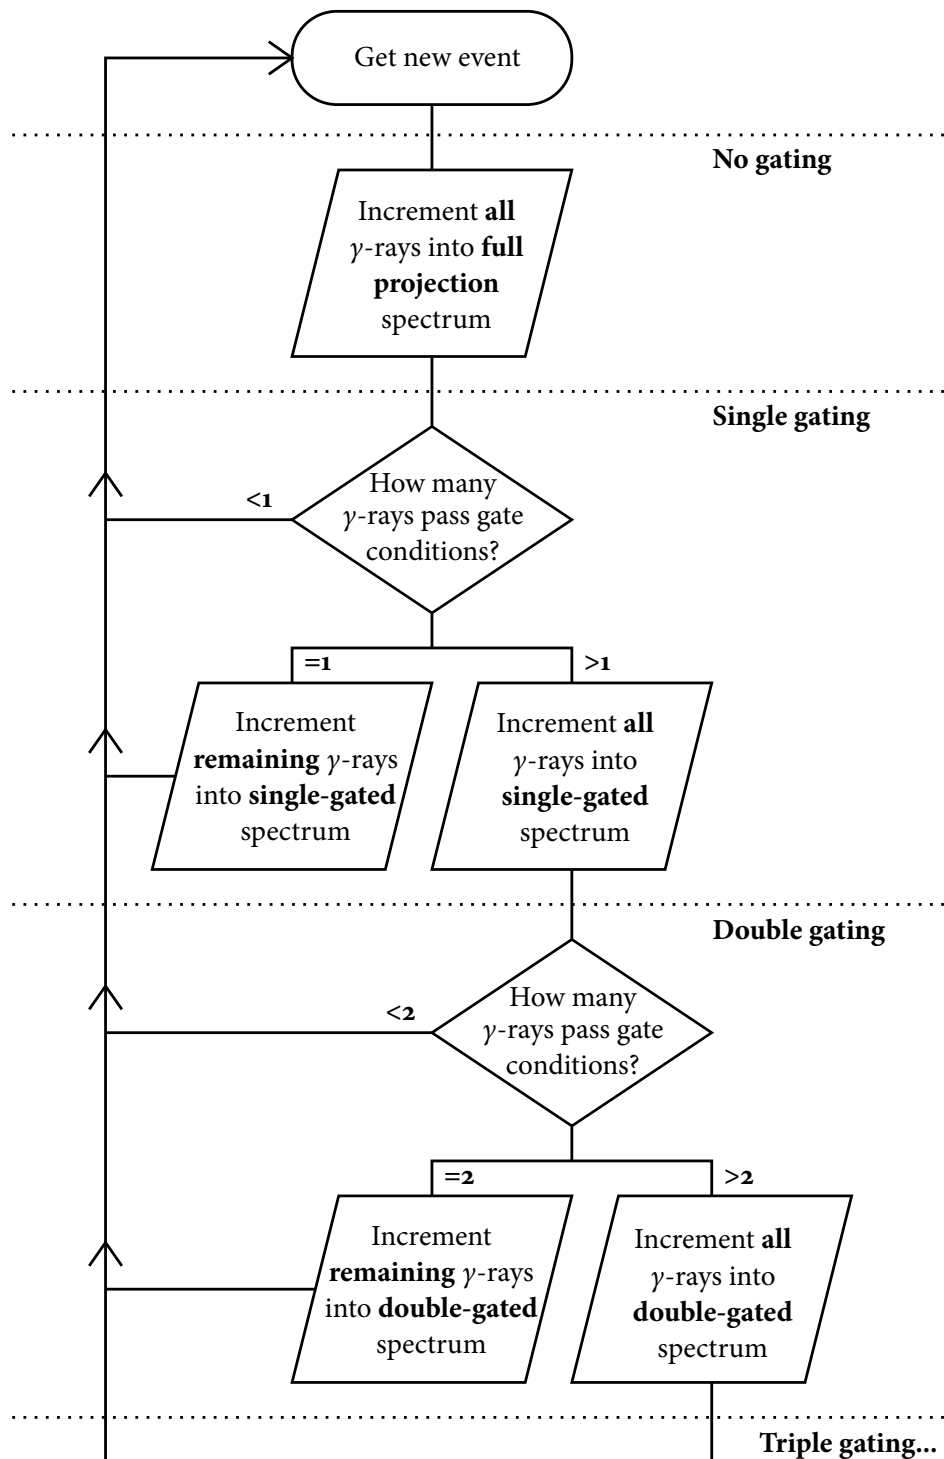 Get new event
No gating
Increment all
γ-rays into full
projection
spectrum
Single gating
How many
γ-rays pass gate
conditions?
<1
=1
>1
Increment
remaining γ-rays
into single-gated
spectrum
Increment all
γ-rays into
single-gated
spectrum
Double gating
How many
γ-rays pass gate
conditions?
<2
=2
>2
Increment
remaining γ-rays
into double-gated
spectrum
Increment all
γ-rays into
double-gated
spectrum
Triple gating...